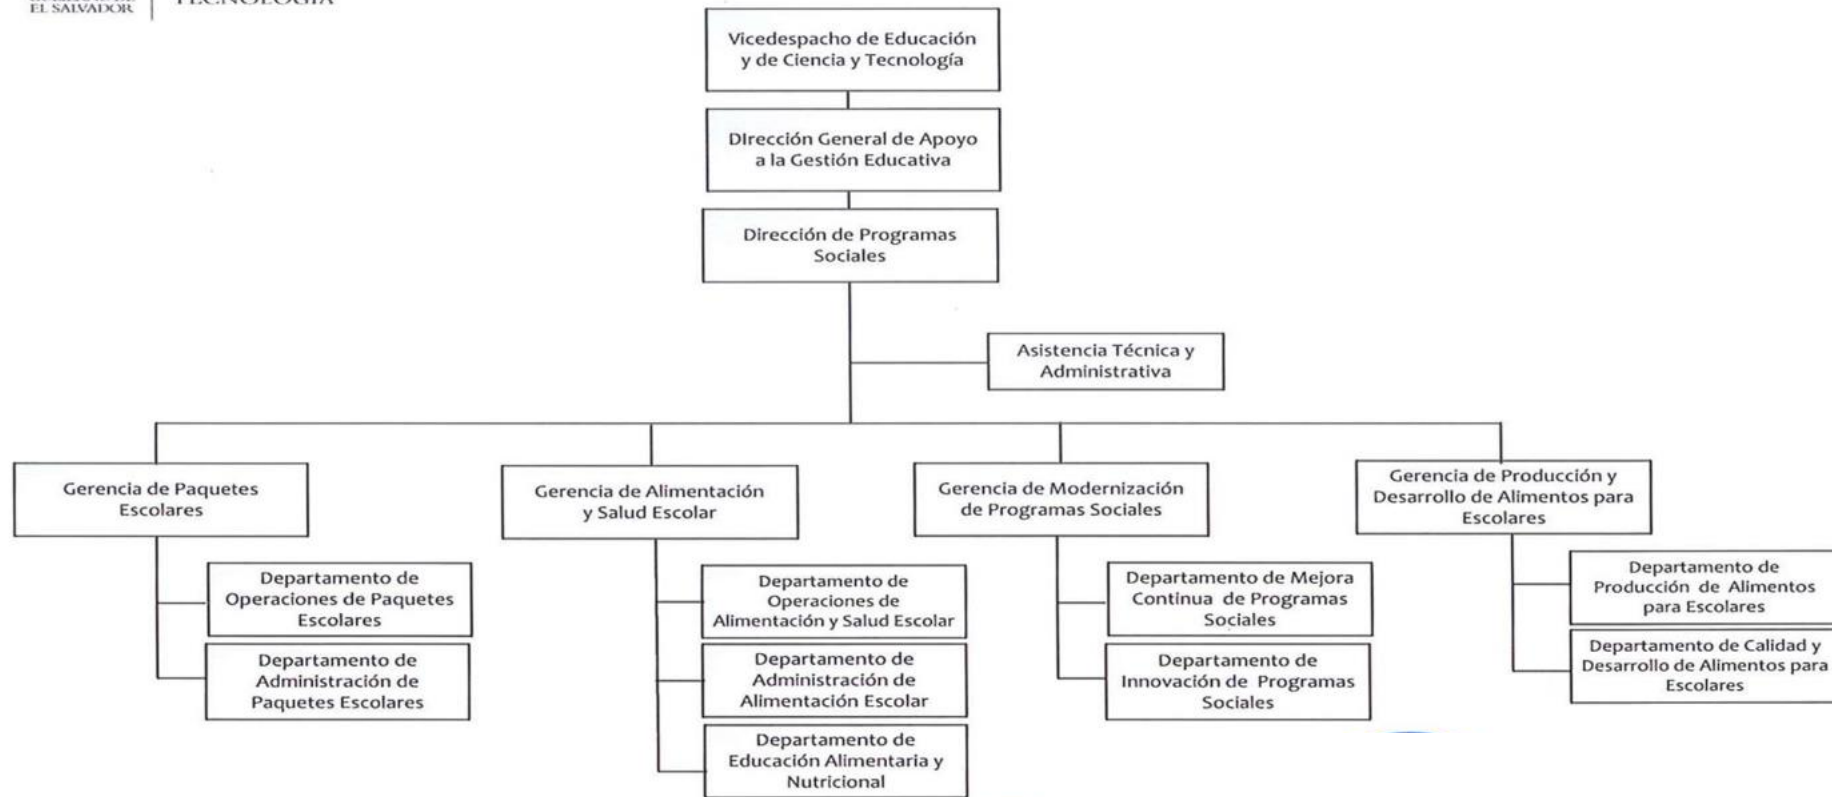 EL SALVADOR
TECNOLOGÍA
Vicedespacho de Educación
y de Ciencia y Tecnología
DIrección General de Apoyo
a la Gestión Educativa
Dirección de Programas
Sociales
Asistencia Técnica y
Administrativa
Gerencia de Paquetes
Escolares
Departamento de
Operaciones de Paquetes
Escolares
Departamento de
Administración de
Paquetes Escolares
Gerencia de Alimentación
y Salud Escolar
Departamento de
Operaciones de
Alimentación y Salud Escolar
Departamento de
Administración de
Alimentación Escolar
Departamento de
Educación Alimentaria y
Nutricional
Gerencia de Modernización
de Programas Sociales
Departamento de Mejora
Continua de Programas
Sociales
Departamento de
Innovación de Programas
Sociales
Gerencia de Producción y
Desarrollo de Alimentos para
Escolares
Departamento de
Producción de Alimentos
para Escolares
Departamento de Calidad y
Desarrollo de Alimentos para
Escolares